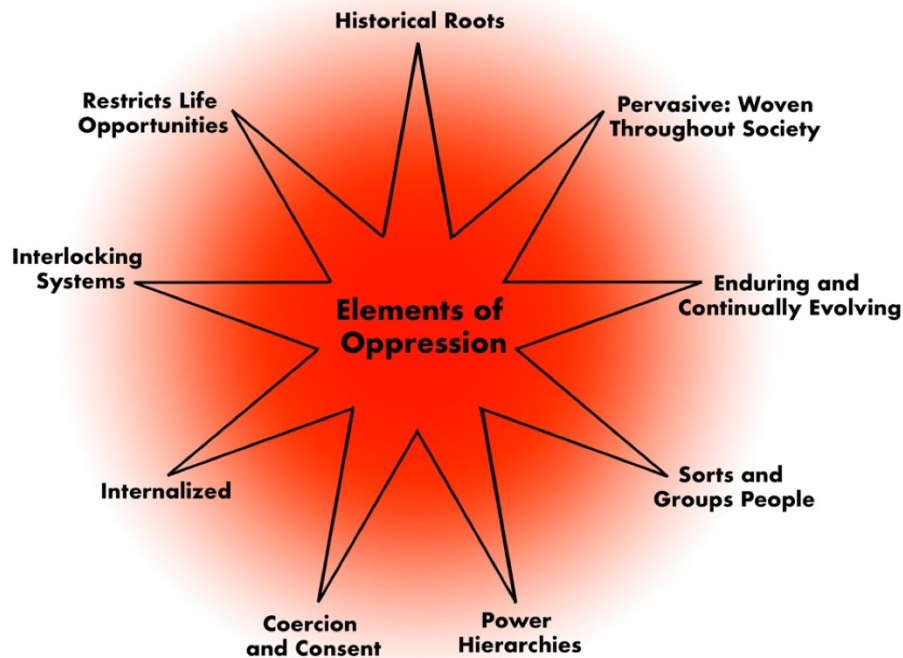 Historical Roots
Restricts Life
Opportunities
Pervasive: Woven
Throughout Society
Interlocking
Systems
Enduring and
Continually Evolving
Elements of
Oppression
Internalized
Sorts and
Groups People
Coercion
and Consent
Power
Hierarchies